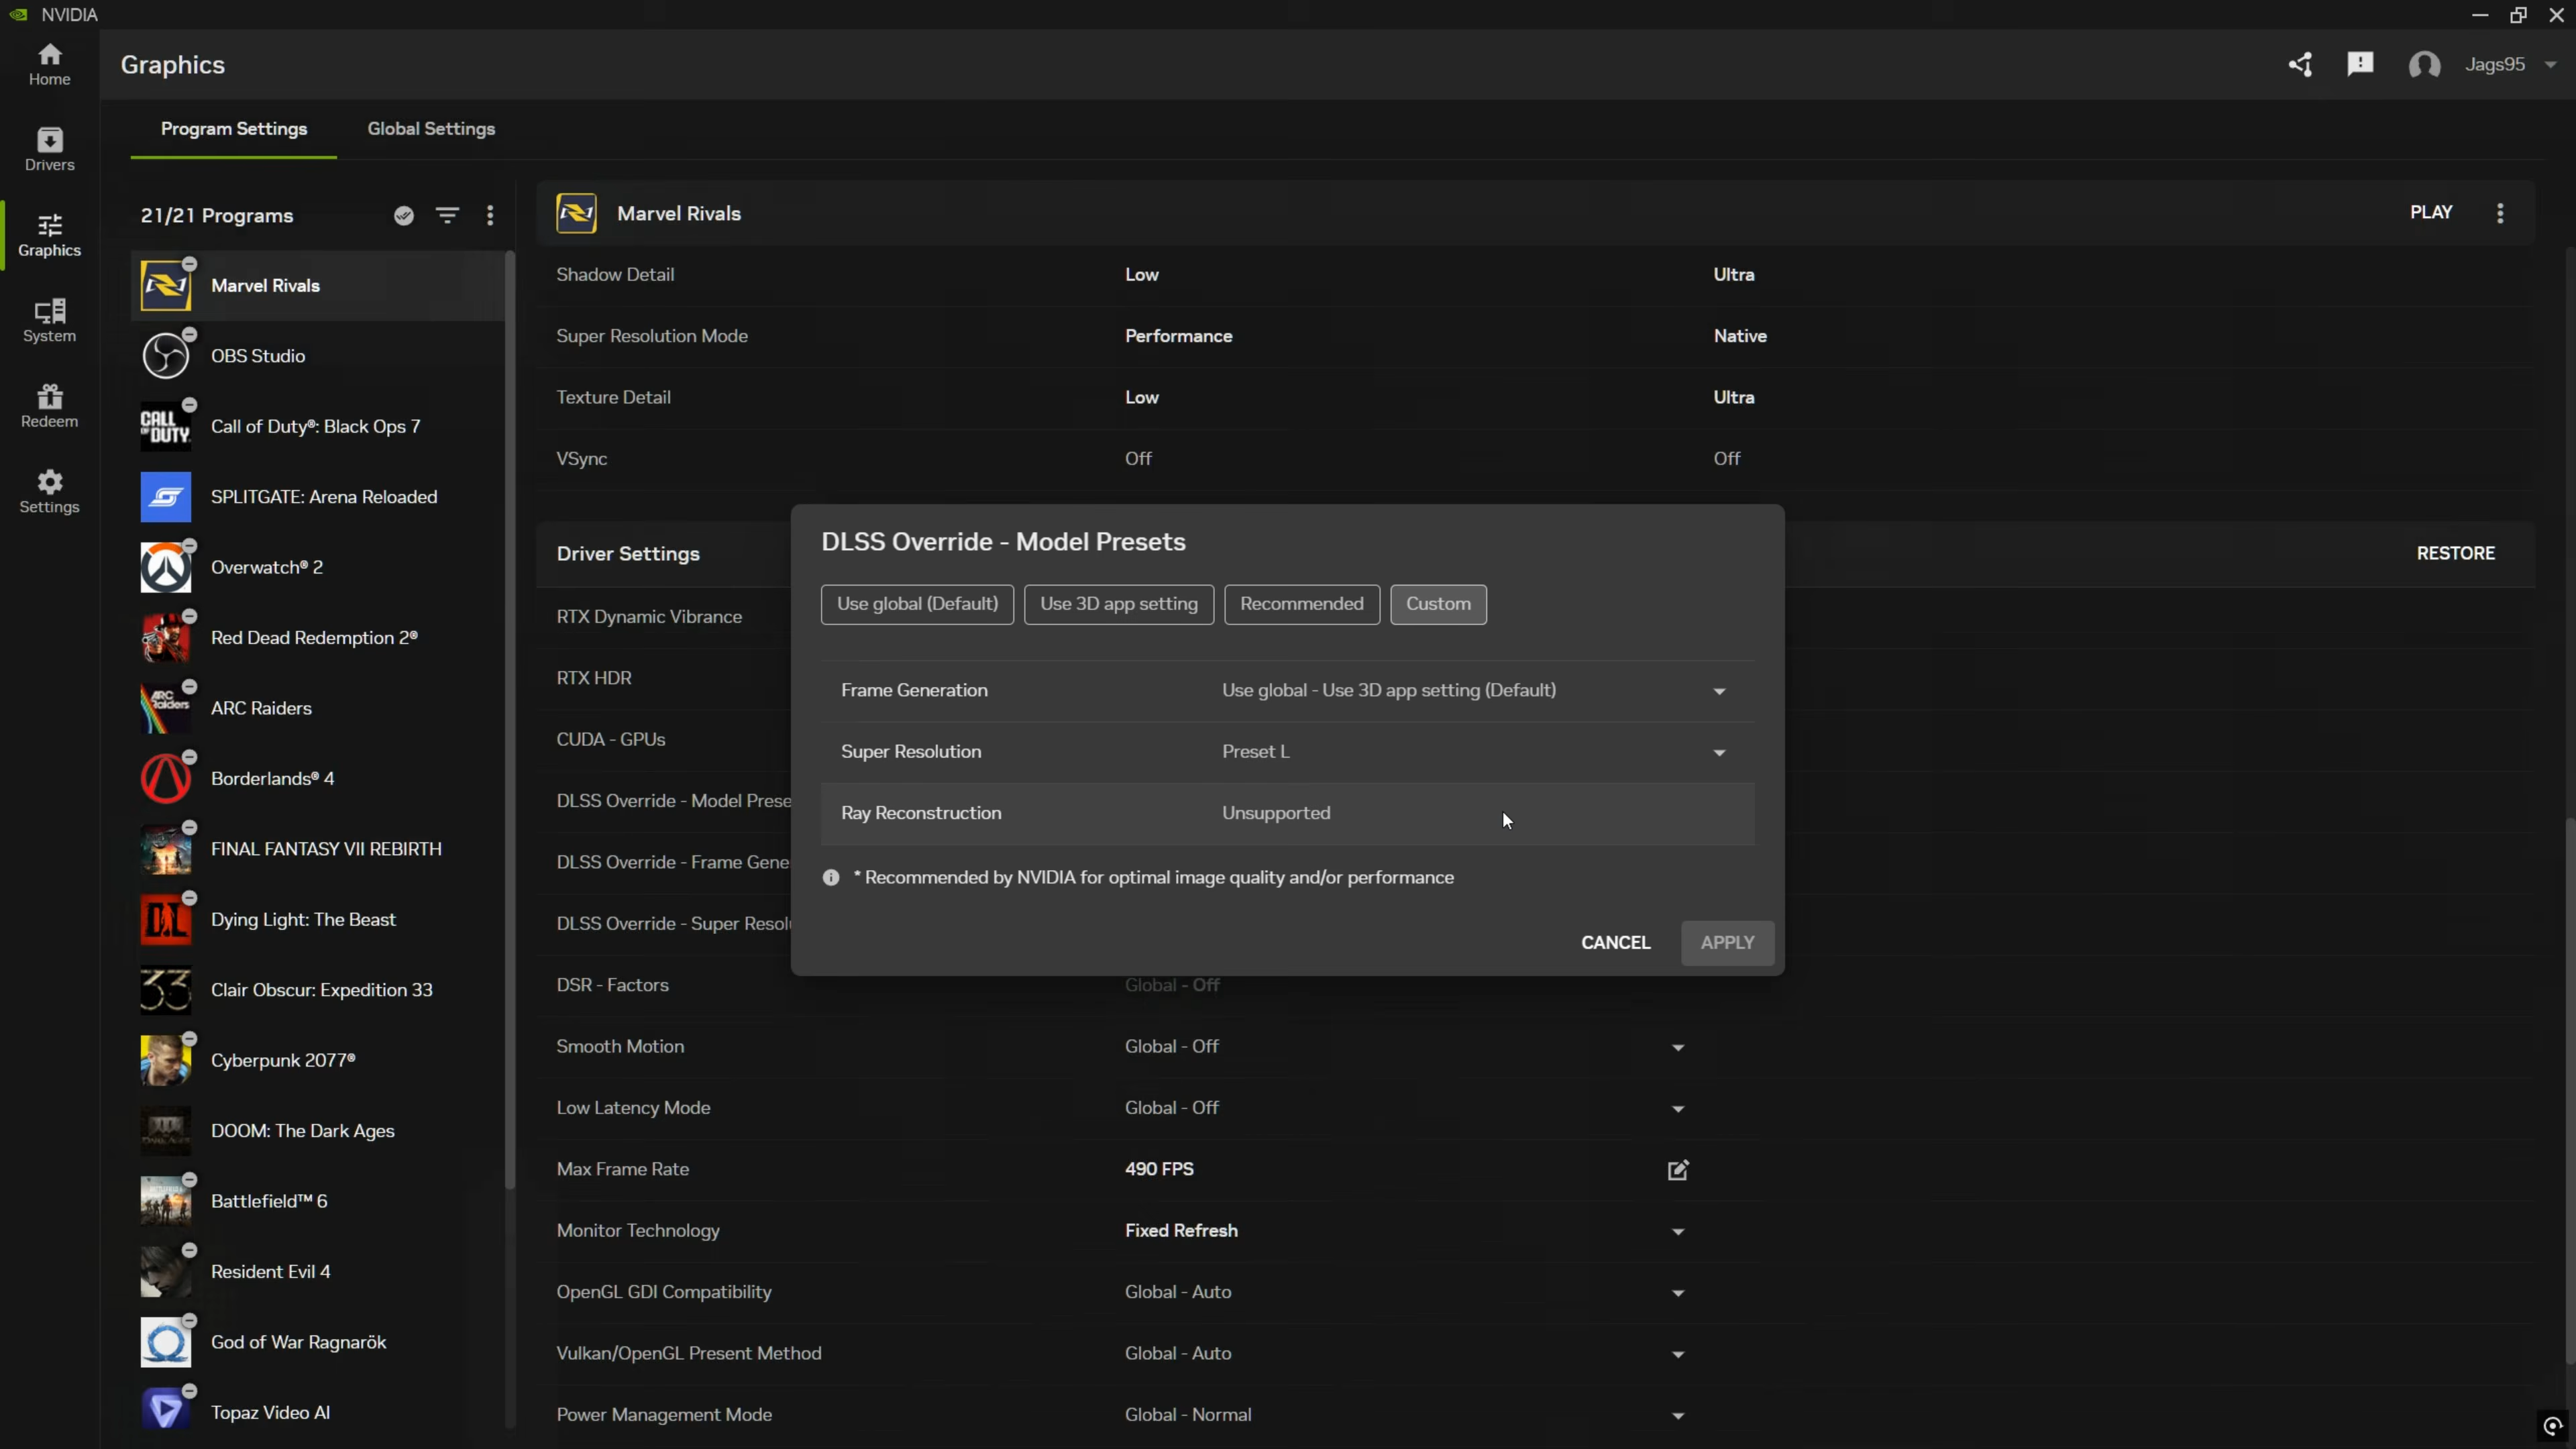 NVIDIA
Home
Drivers
Graphics
System
Redeem
Settings
Graphics
Jags95
Program Settings
Global Settings
21/21 Programs
Marvel Rivals
OBS Studio
Call of Duty®: Black Ops 7
SPLITGATE: Arena Reloaded
Overwatch® 2
Red Dead Redemption 2®
ARC Raiders
Borderlands® 4
FINAL FANTASY VII REBIRTH
Dying Light: The Beast
Clair Obscur: Expedition 33
Cyberpunk 2077®
DOOM: The Dark Ages
Battlefield™ 6
Resident Evil 4
God of War Ragnarök
Topaz Video AI
Marvel Rivals
PLAY
Shadow Detail Low Ultra
Super Resolution Mode Performance Native
Texture Detail Low Ultra
VSync Off Off
Driver Settings
RESTORE
RTX Dynamic Vibrance
RTX HDR
CUDA - GPUs
DLSS Override - Model Prese
DLSS Override - Frame Gene
DLSS Override - Super Resol
DSR - Factors Global - Off
Smooth Motion Global - Off
Low Latency Mode Global - Off
Max Frame Rate 490 FPS
Monitor Technology Fixed Refresh
OpenGL GDI Compatibility Global - Auto
Vulkan/OpenGL Present Method Global - Auto
Power Management Mode Global - Normal
DLSS Override - Model Presets
Use global (Default) Use 3D app setting Recommended Custom
Frame Generation Use global - Use 3D app setting (Default)
Super Resolution Preset L
Ray Reconstruction Unsupported
* Recommended by NVIDIA for optimal image quality and/or performance
CANCEL APPLY